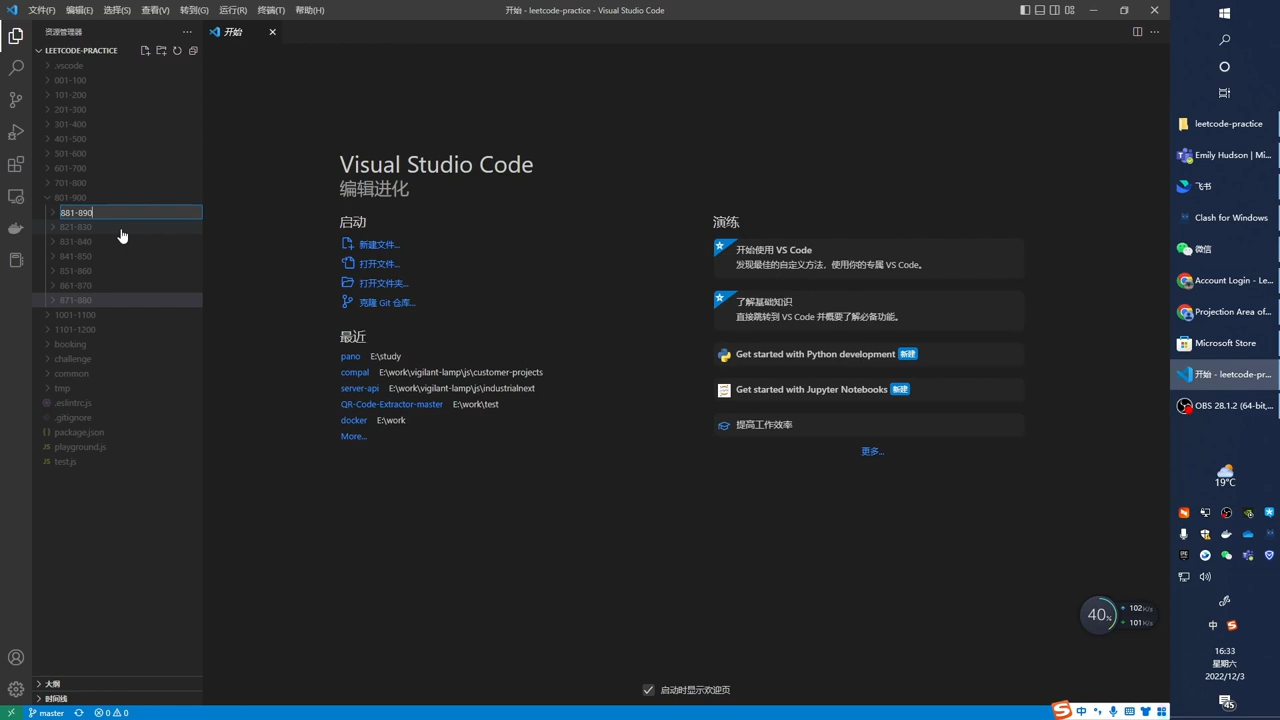 文件(F) 编辑(E) 选择(S) 查看(V) 转到(G) 运行(R) 终端(T) 帮助(H)
开始 - leetcode-practice - Visual Studio Code
资源管理器
开始
LEETCODE-PRACTICE
.vscode
001-100
101-200
201-300
301-400
401-500
501-600
601-700
701-800
801-900
881-890
821-830
831-840
841-850
851-860
861-870
871-880
1001-1100
1101-1200
booking
challenge
common
tmp
.eslintrc.js
.gitignore
package.json
playground.js
test.js
大纲
时间线
Visual Studio Code
编辑进化
启动
新建文件...
打开文件...
打开文件夹...
克隆 Git 仓库...
最近
pano E:\study
compal E:\work\vigilant-lamp\js\customer-projects
server-api E:\work\vigilant-lamp\js\industrialnext
QR-Code-Extractor-master E:\work\test
docker E:\work
More...
演练
开始使用 VS Code
发现最佳的自定义方法，使用你的专属 VS Code。
了解基础知识
直接跳转到 VS Code 并概要了解必备功能。
Get started with Python development 新建
Get started with Jupyter Notebooks 新建
提高工作效率
更多...
启动时显示欢迎页
40%
102K/s
101K/s
master
0 0
中
leetcode-practice
Emily Hudson | Mi...
飞书
Clash for Windows
微信
Account Login - Le...
Projection Area of...
Microsoft Store
开始 - leetcode-pr...
OBS 28.1.2 (64-bit,...
19°C
中
16:33
星期六
2022/12/3
45